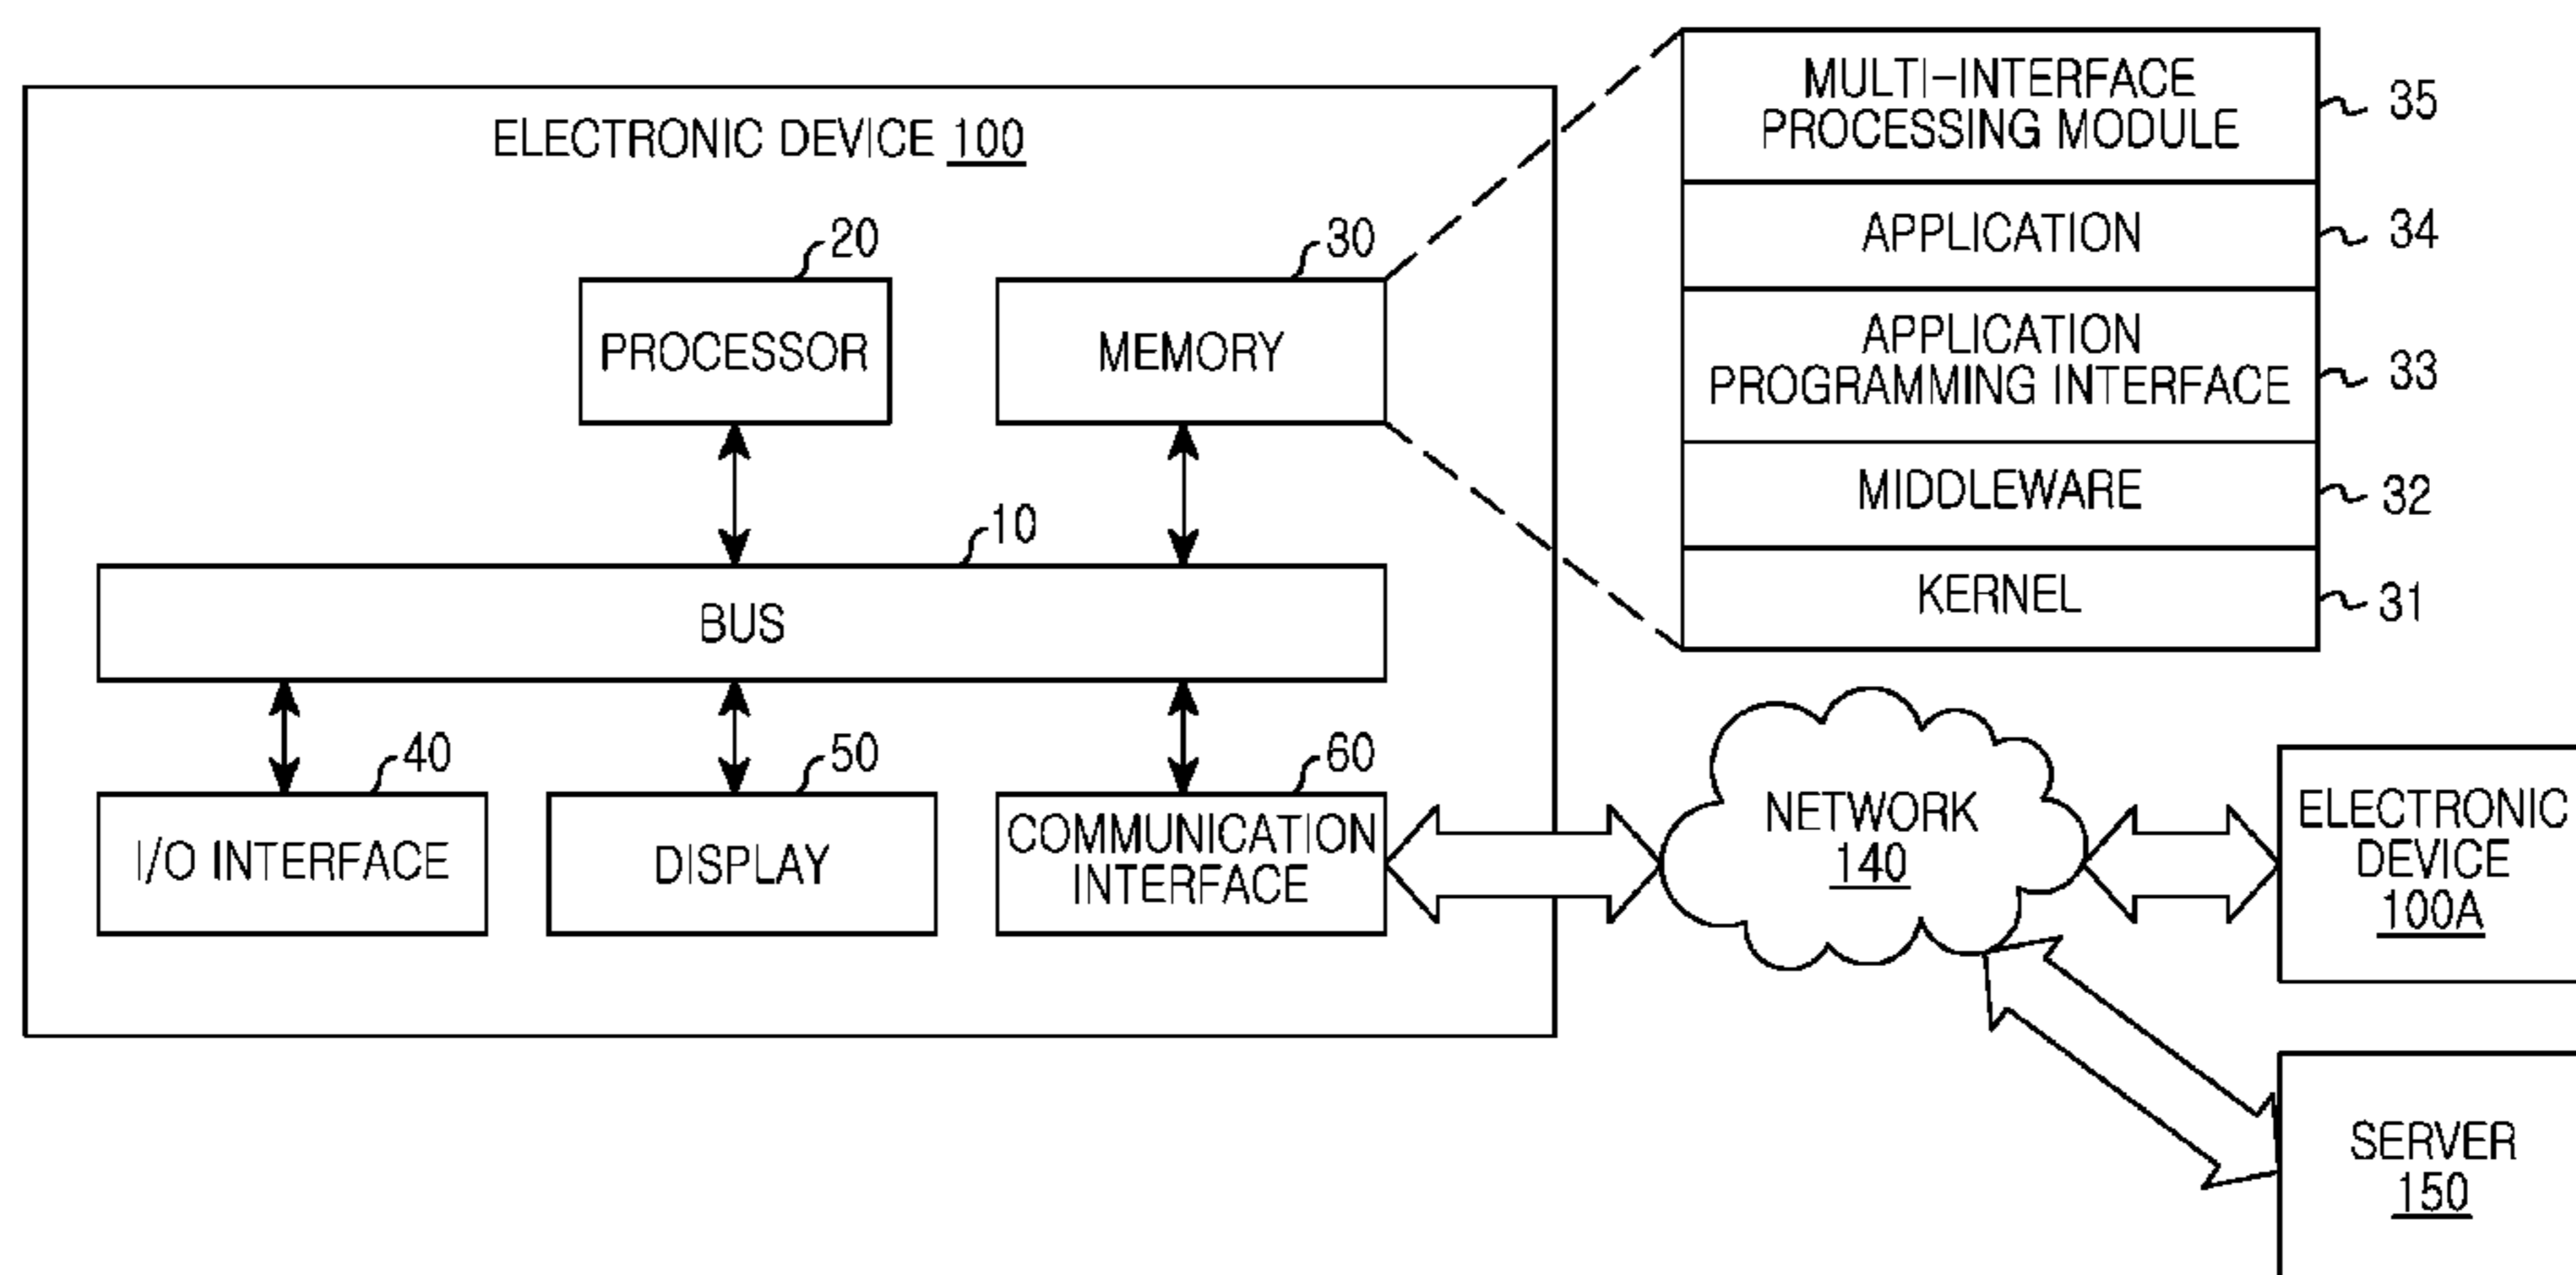 ELECTRONIC DEVICE 100
20
PROCESSOR
30
MEMORY
10
BUS
40
I/O INTERFACE
50
DISPLAY
60
COMMUNICATION
INTERFACE
MULTI-INTERFACE
PROCESSING MODULE
35
APPLICATION
34
APPLICATION
PROGRAMMING INTERFACE
33
MIDDLEWARE
32
KERNEL
31
NETWORK
140
ELECTRONIC
DEVICE
100A
SERVER
150